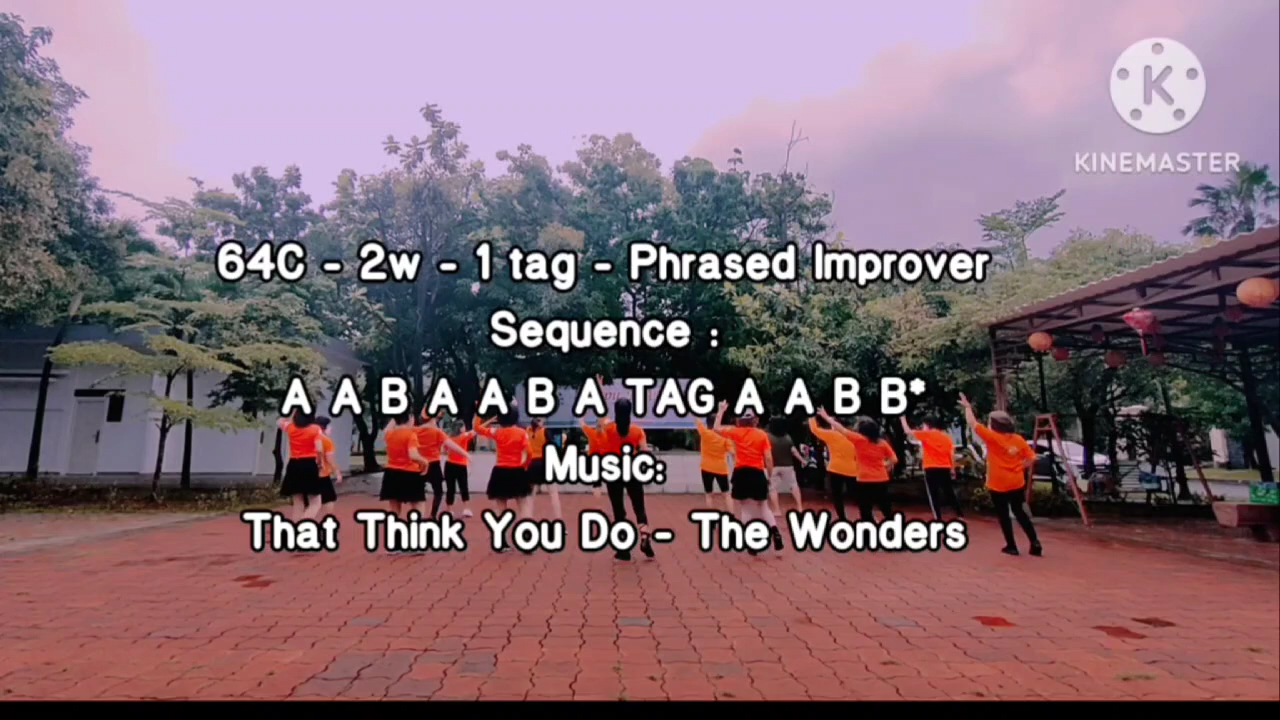 KINEMASTER
64C - 2w - 1 tag - Phrased Improver
Sequence :
A A B A A B A TAG A A B B*
Music:
That Think You Do - The Wonders